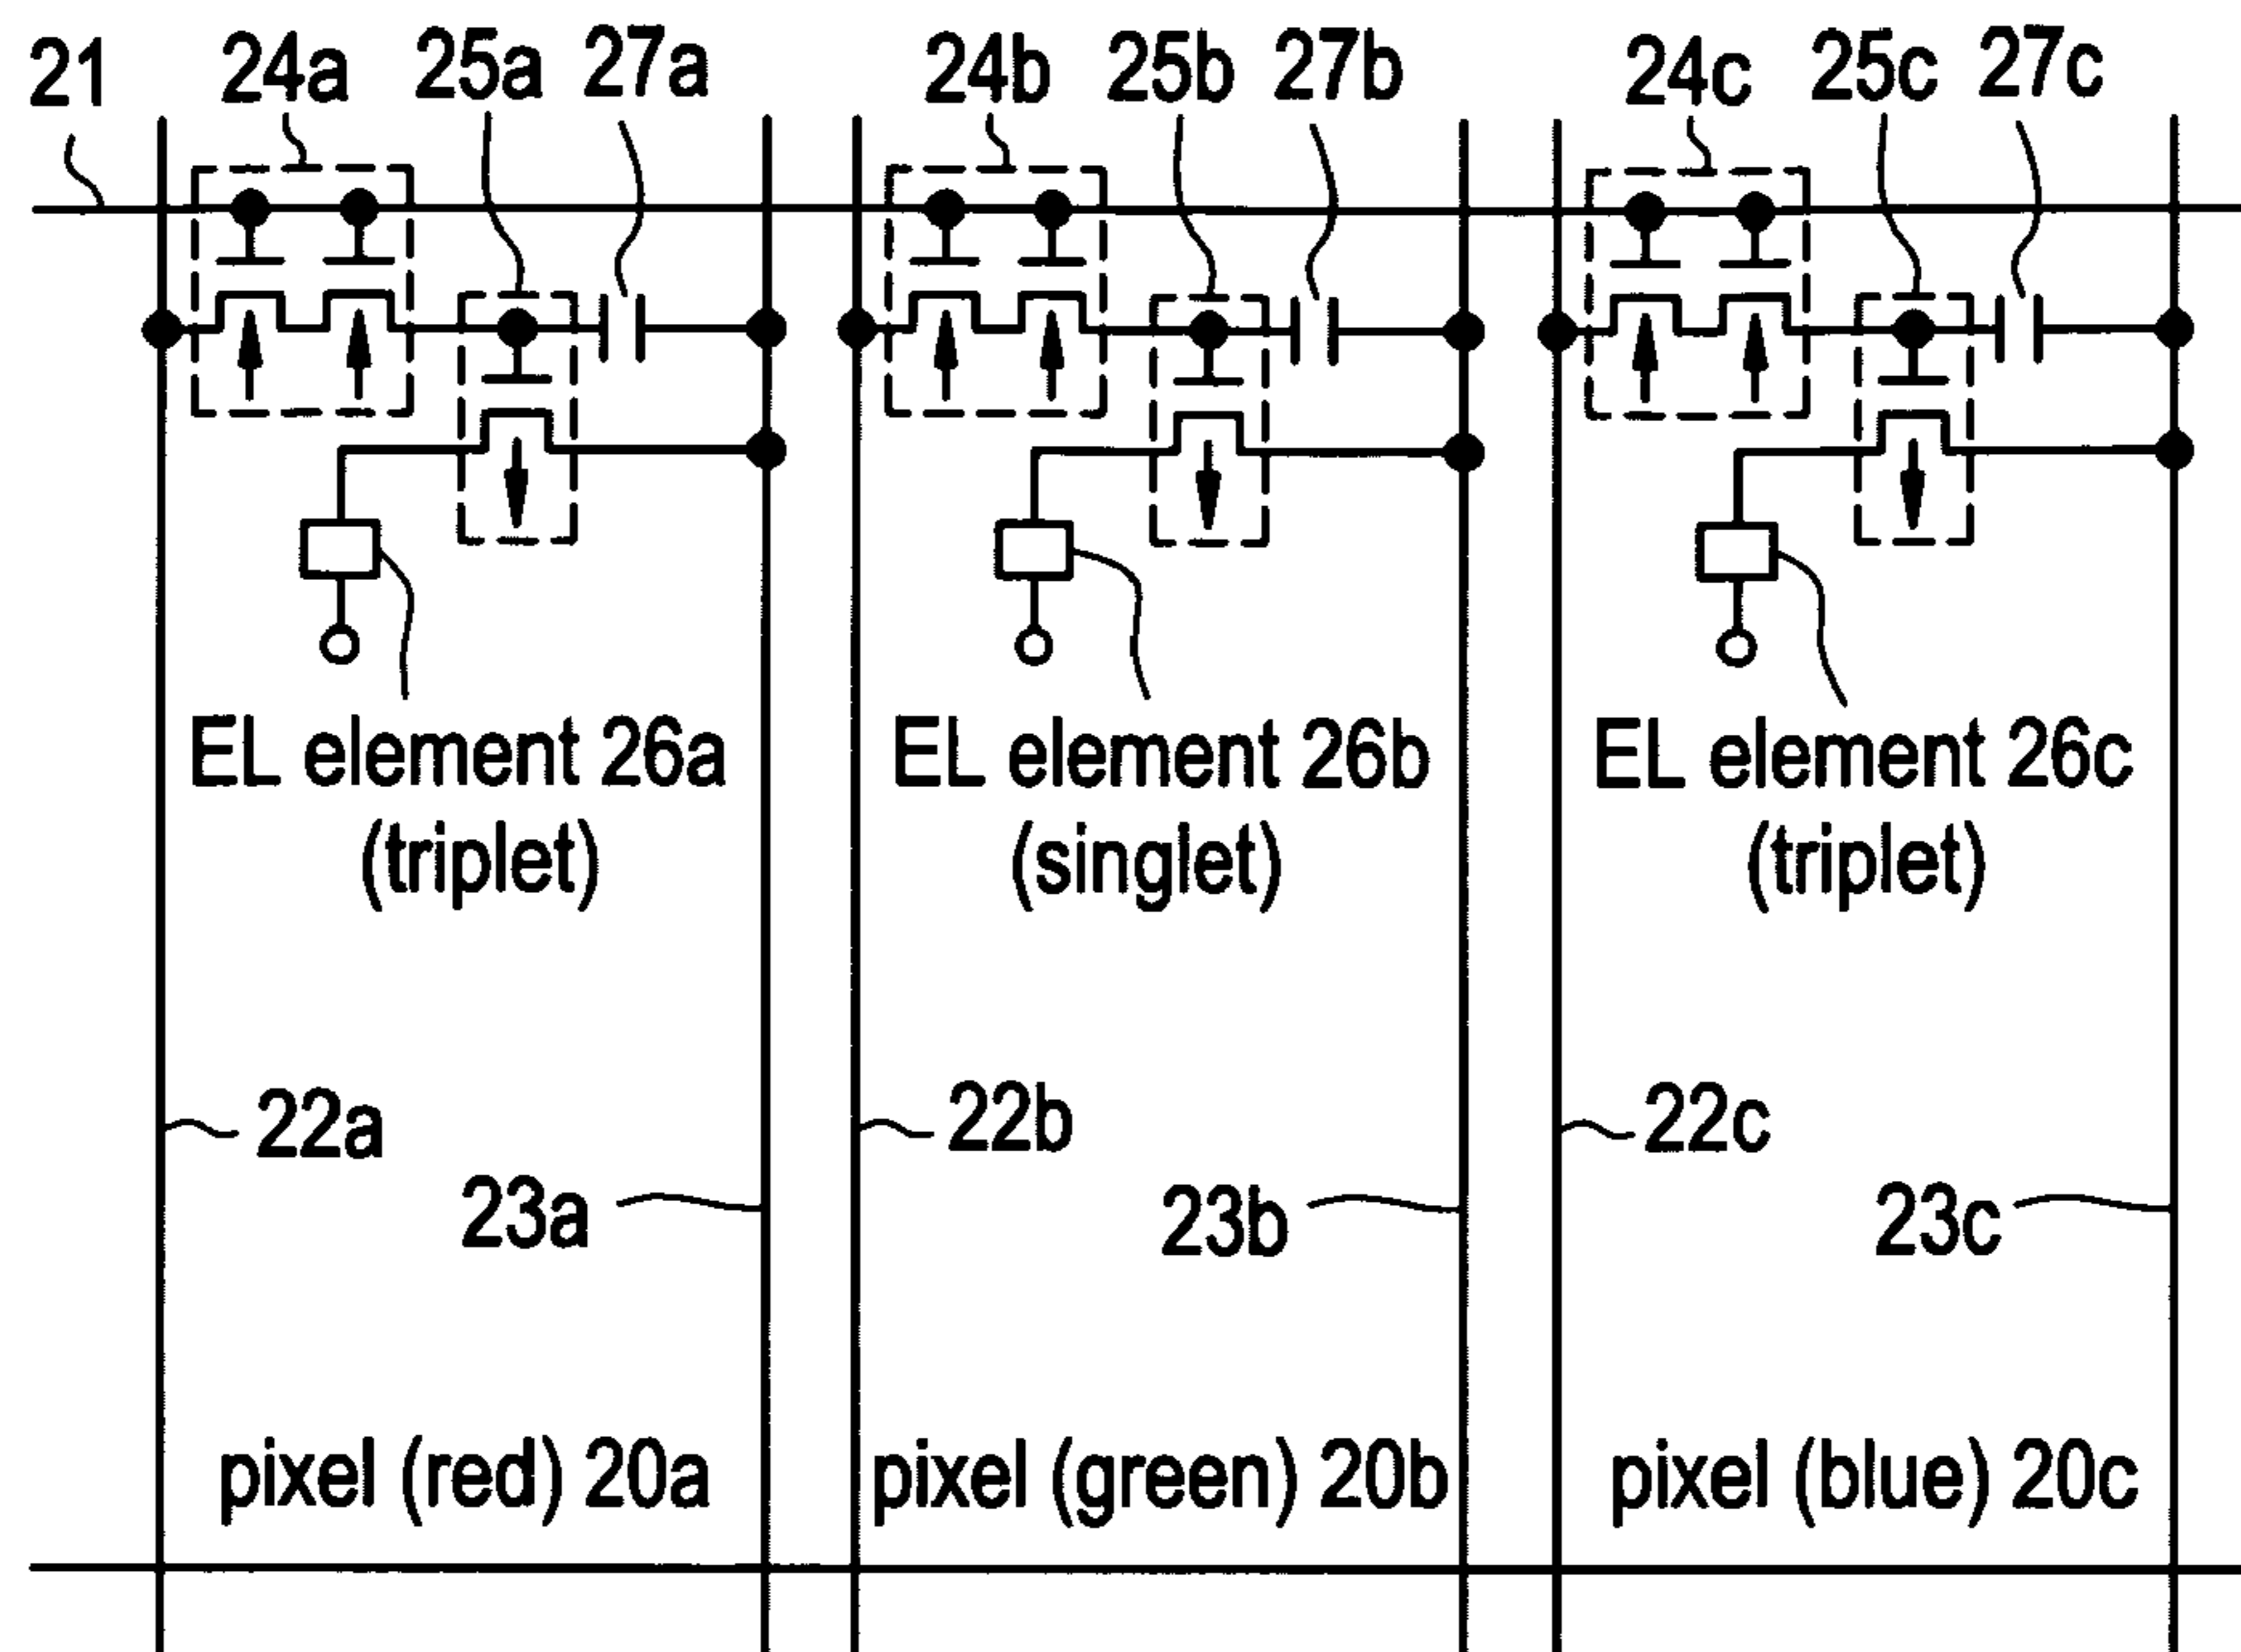 21 24a 25a 27a 24b 25b 27b 24c 25c 27c
EL element 26a
(triplet)
EL element 26b
(singlet)
EL element 26c
(triplet)
22a
22b
22c
23a
23b
23c
pixel (red) 20a
pixel (green) 20b
pixel (blue) 20c